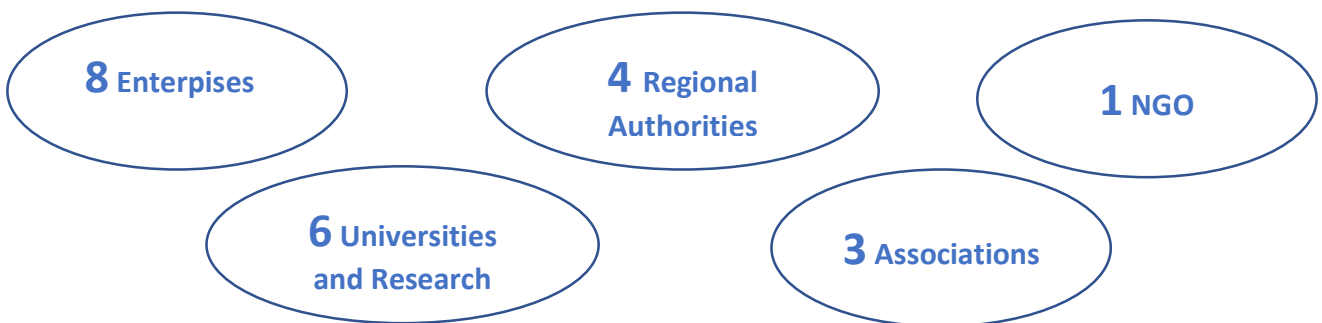 8 Enterpises
4 Regional
Authorities
1 NGO
6 Universities
and Research
3 Associations